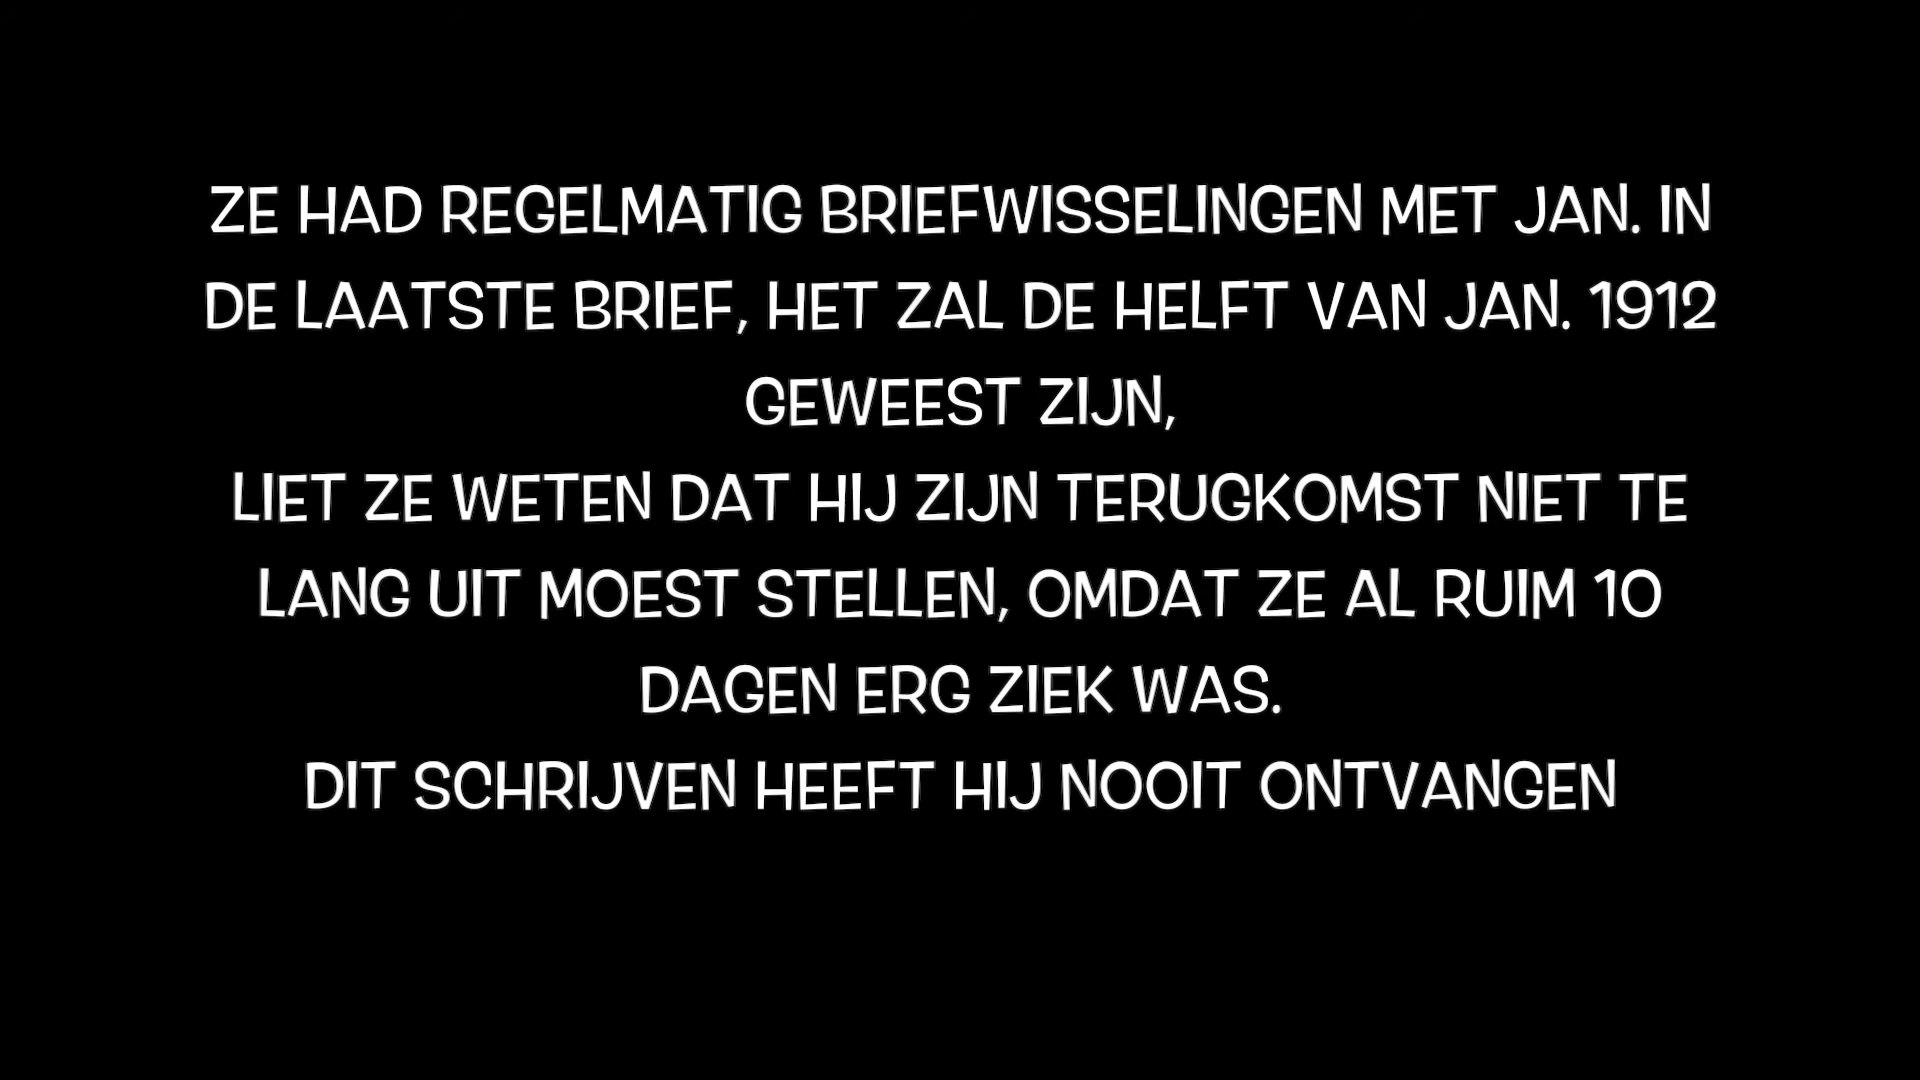 ZE HAD REGELMATIG BRIEFWISSELINGEN MET JAN. IN
DE LAATSTE BRIEF, HET ZAL DE HELFT VAN JAN. 1912
GEWEEST ZIJN,
LIET ZE WETEN DAT HIJ ZIJN TERUGKOMST NIET TE
LANG UIT MOEST STELLEN, OMDAT ZE AL RUIM 10
DAGEN ERG ZIEK WAS.
DIT SCHRIJVEN HEEFT HIJ NOOIT ONTVANGEN